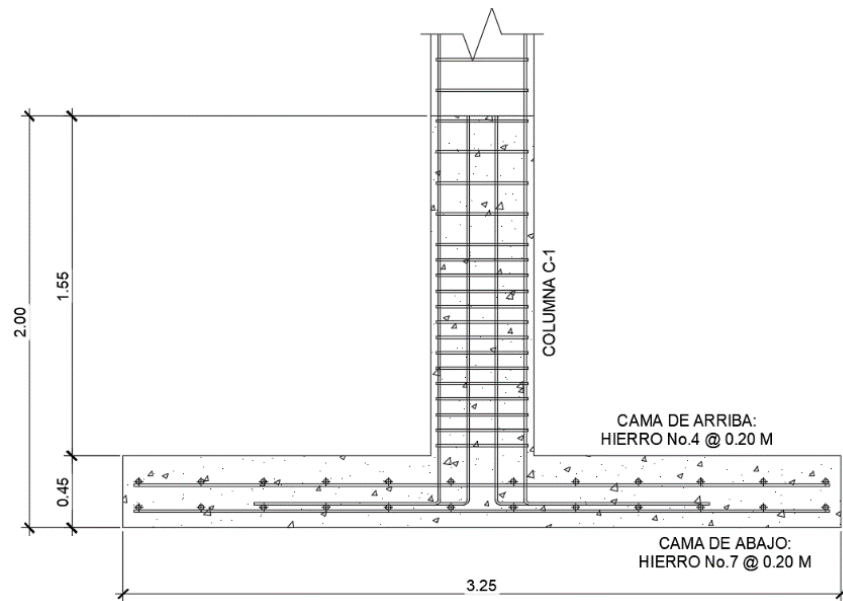 2.00
1.55
0.45
COLUMNA C-1
CAMA DE ARRIBA:
HIERRO No.4 @ 0.20 M
CAMA DE ABAJO:
HIERRO No.7 @ 0.20 M
3.25